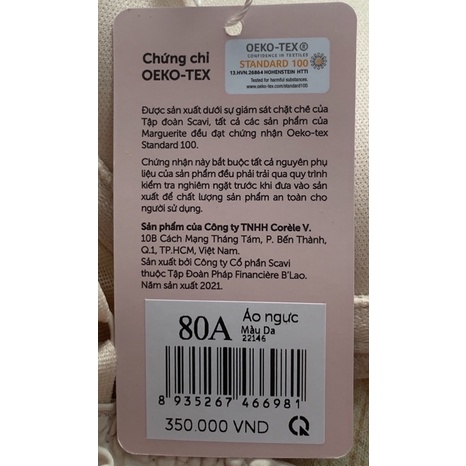 Chứng chỉ
OEKO-TEX
OEKO-TEX®
CONFIDENCE IN TEXTILES
STANDARD 100
13.HVN.26864 HOHENSTEIN HTTI
Tested for harmful substances.
www.oeko-tex.com/standard100
Được sản xuất dưới sự giám sát chặt chẽ của
Tập đoàn Scavi, tất cả các sản phẩm của
Marguerite đều đạt chứng nhận Oeko-tex
Standard 100.
Chứng nhận này bắt buộc tất cả nguyên phụ
liệu của sản phẩm đều phải trải qua quy trình
kiểm tra nghiêm ngặt trước khi đưa vào sản
xuất để chất lượng sản phẩm an toàn cho
người sử dụng.
Sản phẩm của Công ty TNHH Corèle V.
10B Cách Mạng Tháng Tám, P. Bến Thành,
Q.1, TP.HCM, Việt Nam.
Sản xuất bởi Công ty Cổ phần Scavi
thuộc Tập Đoàn Pháp Financière B'Lao.
Năm sản xuất 2021.
80A
Áo ngực
Màu Da
22146
8 935267 466981
350.000 VND